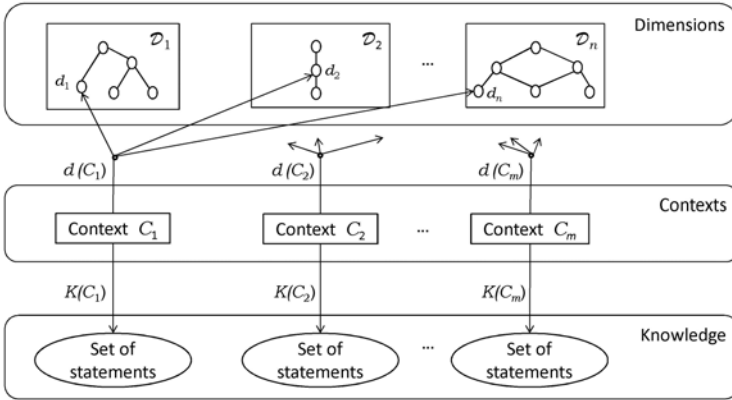 Dimensions
𝒟1
𝒟2
𝒟n
d1
d2
...
dn
d(C1)
d(C2)
d(Cm)
Contexts
Context C1
Context C2
...
Context Cm
K(C1)
K(C2)
K(Cm)
Knowledge
Set of
statements
Set of
statements
...
Set of
statements